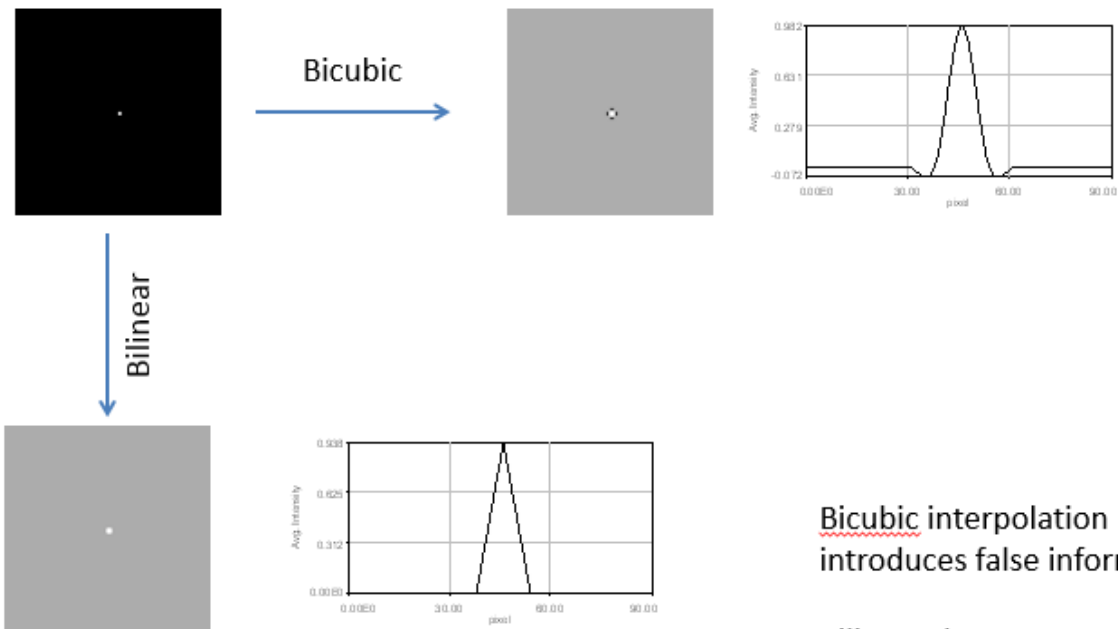 Bicubic
0.982
0.631
0.279
-0.072
Avg. Intensity
0.00E0 30.00 60.00 90.00
pixel
Bilinear
0.938
0.625
0.312
0.00E0
Avg. Intensity
0.00E0 30.00 60.00 90.00
pixel
Bicubic interpolation
introduces false infor